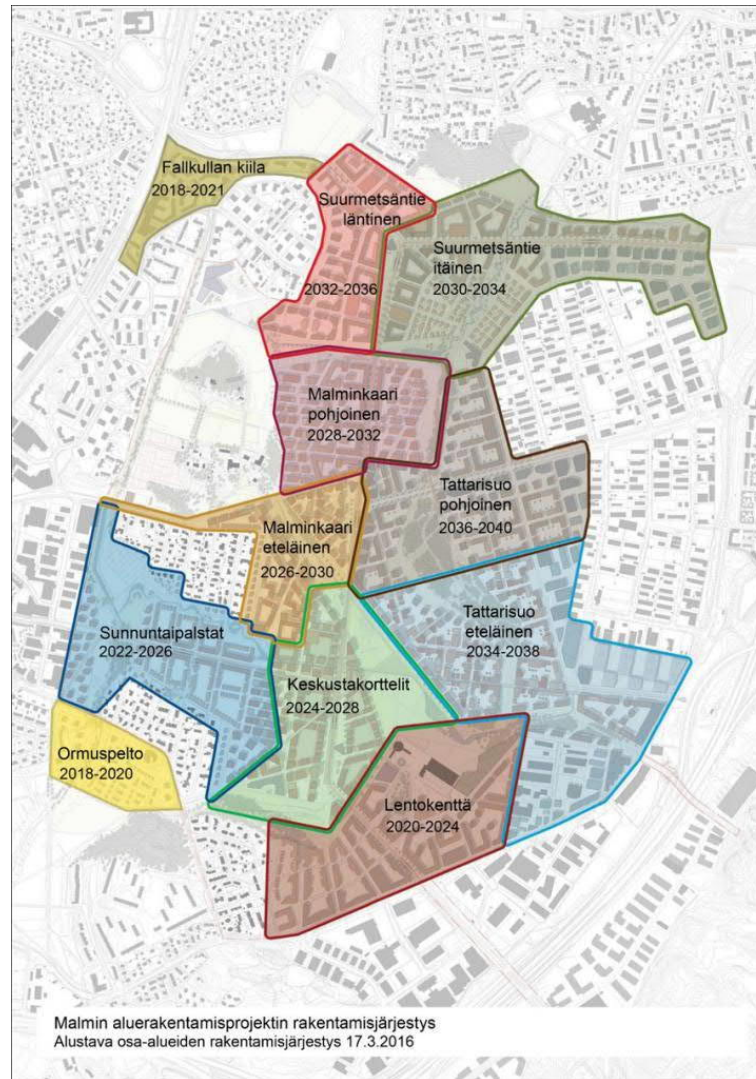 Fallkullan kiila
2018-2021
Suurmetsäntie
läntinen
2032-2036
Suurmetsäntie
itäinen
2030-2034
Malminkaari
pohjoinen
2028-2032
Tattarisuo
pohjoinen
2036-2040
Malminkaari
eteläinen
2026-2030
Sunnuntaipalstat
2022-2026
Tattarisuo
eteläinen
2034-2038
Keskustakorttelit
2024-2028
Ormuspelto
2018-2020
Lentokenttä
2020-2024
Malmin aluerakentamisprojektin rakentamisjärjestys
Alustava osa-alueiden rakentamisjärjestys 17.3.2016